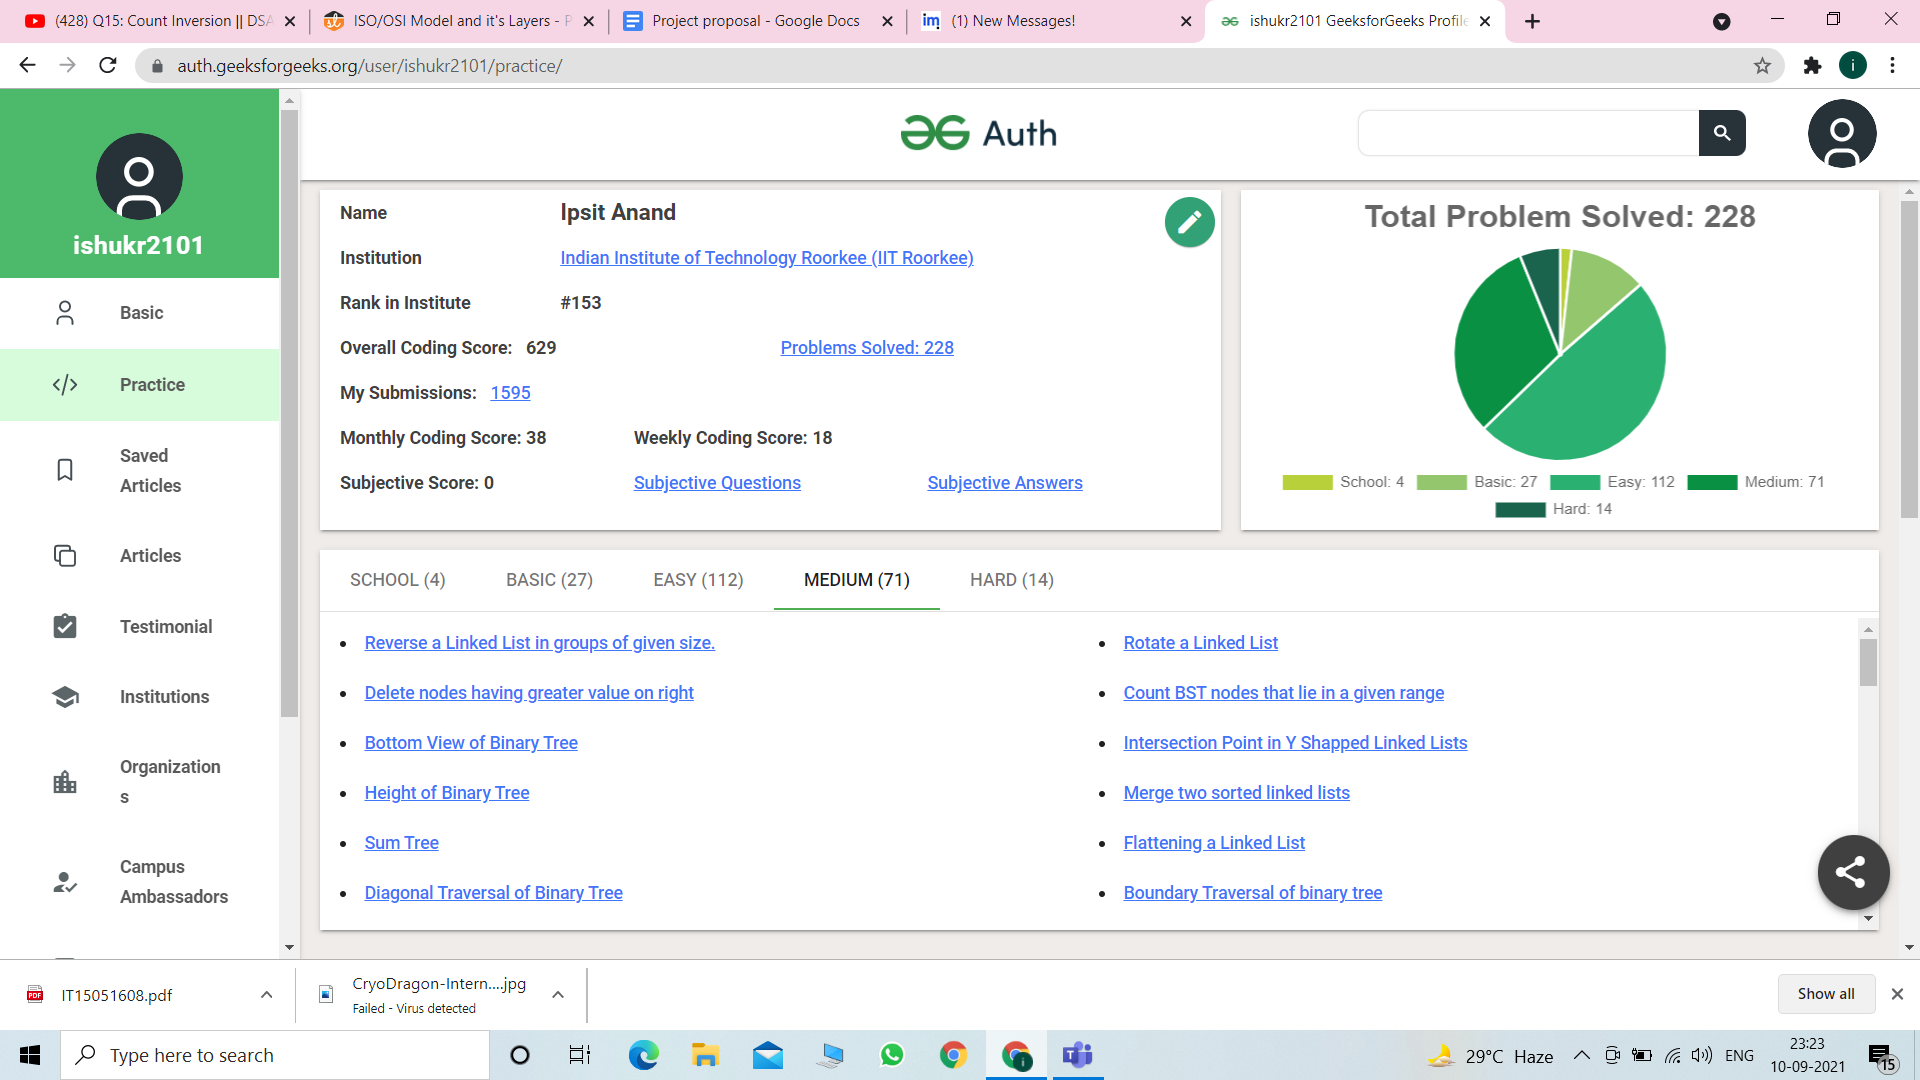 (428) Q15: Count Inversion || DSA
ISO/OSI Model and it's Layers - P
Project proposal - Google Docs
(1) New Messages!
ishukr2101 GeeksforGeeks Profile
auth.geeksforgeeks.org/user/ishukr2101/practice/
i
Auth
ishukr2101
Basic
Practice
Saved
Articles
Articles
Testimonial
Institutions
Organization
s
Campus
Ambassadors
Name Ipsit Anand
Institution Indian Institute of Technology Roorkee (IIT Roorkee)
Rank in Institute #153
Overall Coding Score: 629 Problems Solved: 228
My Submissions: 1595
Monthly Coding Score: 38 Weekly Coding Score: 18
Subjective Score: 0 Subjective Questions Subjective Answers
Total Problem Solved: 228
School: 4 Basic: 27 Easy: 112 Medium: 71
Hard: 14
SCHOOL (4) BASIC (27) EASY (112) MEDIUM (71) HARD (14)
Reverse a Linked List in groups of given size. Rotate a Linked List
Delete nodes having greater value on right Count BST nodes that lie in a given range
Bottom View of Binary Tree Intersection Point in Y Shapped Linked Lists
Height of Binary Tree Merge two sorted linked lists
Sum Tree Flattening a Linked List
Diagonal Traversal of Binary Tree Boundary Traversal of binary tree
PDF IT15051608.pdf
CryoDragon-Intern....jpg
Failed - Virus detected
Show all
Type here to search
29°C Haze
ENG
23:23
10-09-2021
15